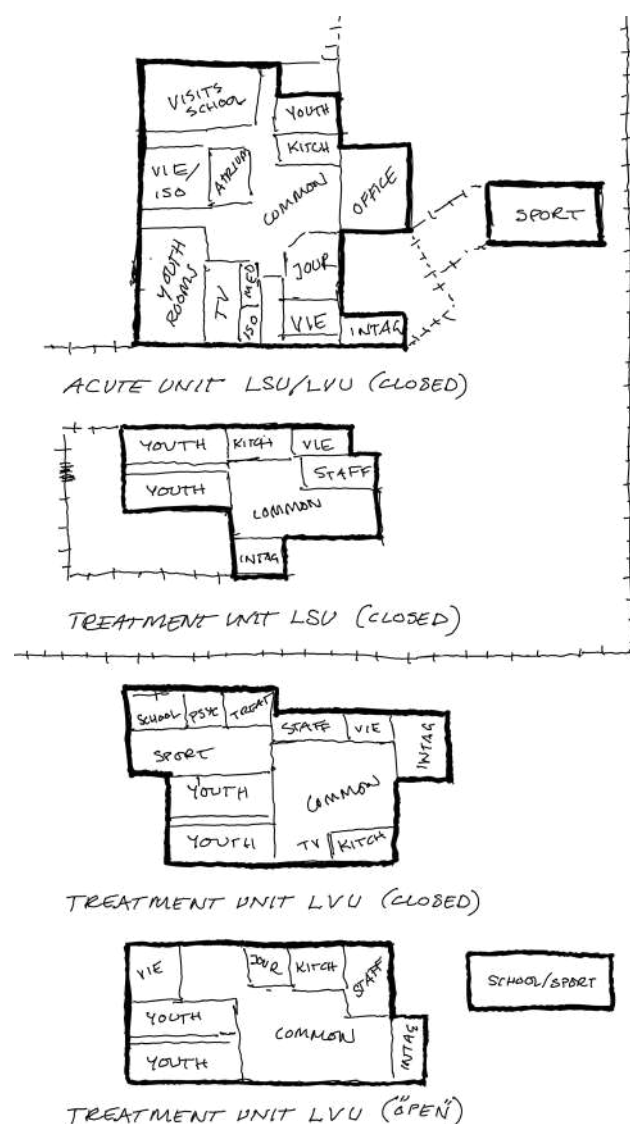 VISITS
SCHOOL
YOUTH
KITCH
VIE/
ISO
ATRIUM
COMMON
OFFICE
SPORT
YOUTH
ROOMS
TV
MED
ISO
JOUR
VIE
INTAG
ACUTE UNIT LSU/LVU (CLOSED)
YOUTH
KITCH
VIE
STAFF
YOUTH
COMMON
INTAG
TREATMENT UNIT LSU (CLOSED)
SCHOOL
PSYC
TREAT
STAFF
VIE
INTAG
SPORT
YOUTH
COMMON
YOUTH
TV
KITCH
TREATMENT UNIT LVU (CLOSED)
VIE
JOUR
KITCH
STAFF
SCHOOL/SPORT
YOUTH
COMMON
YOUTH
INTAG
TREATMENT UNIT LVU ("OPEN")